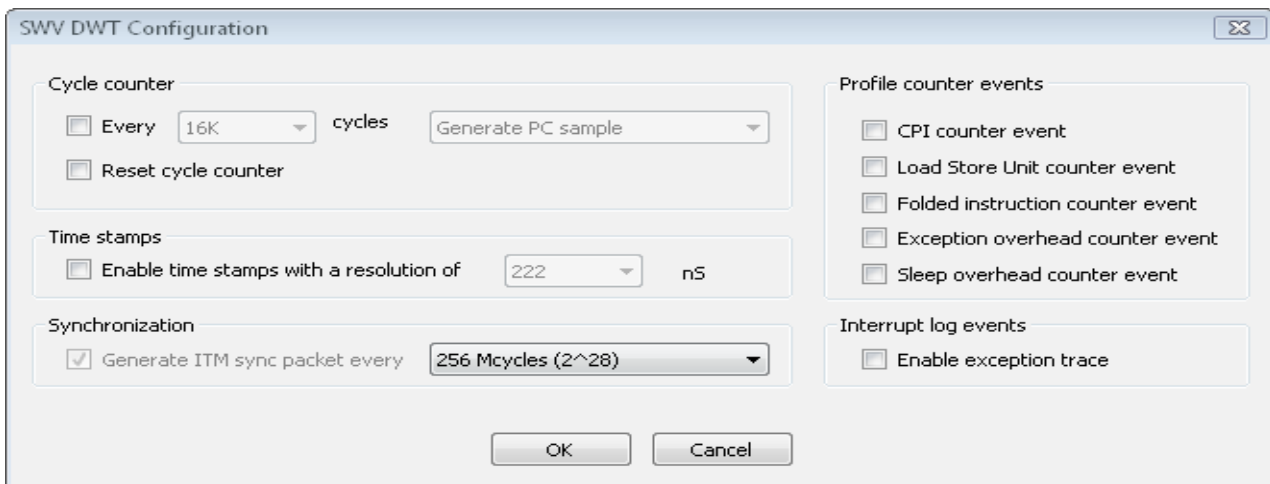 SWV DWT Configuration
Cycle counter
Every 16K cycles Generate PC sample
Reset cycle counter
Time stamps
Enable time stamps with a resolution of 222 nS
Synchronization
Generate ITM sync packet every 256 Mcycles (2^28)
Profile counter events
CPI counter event
Load Store Unit counter event
Folded instruction counter event
Exception overhead counter event
Sleep overhead counter event
Interrupt log events
Enable exception trace
OK Cancel